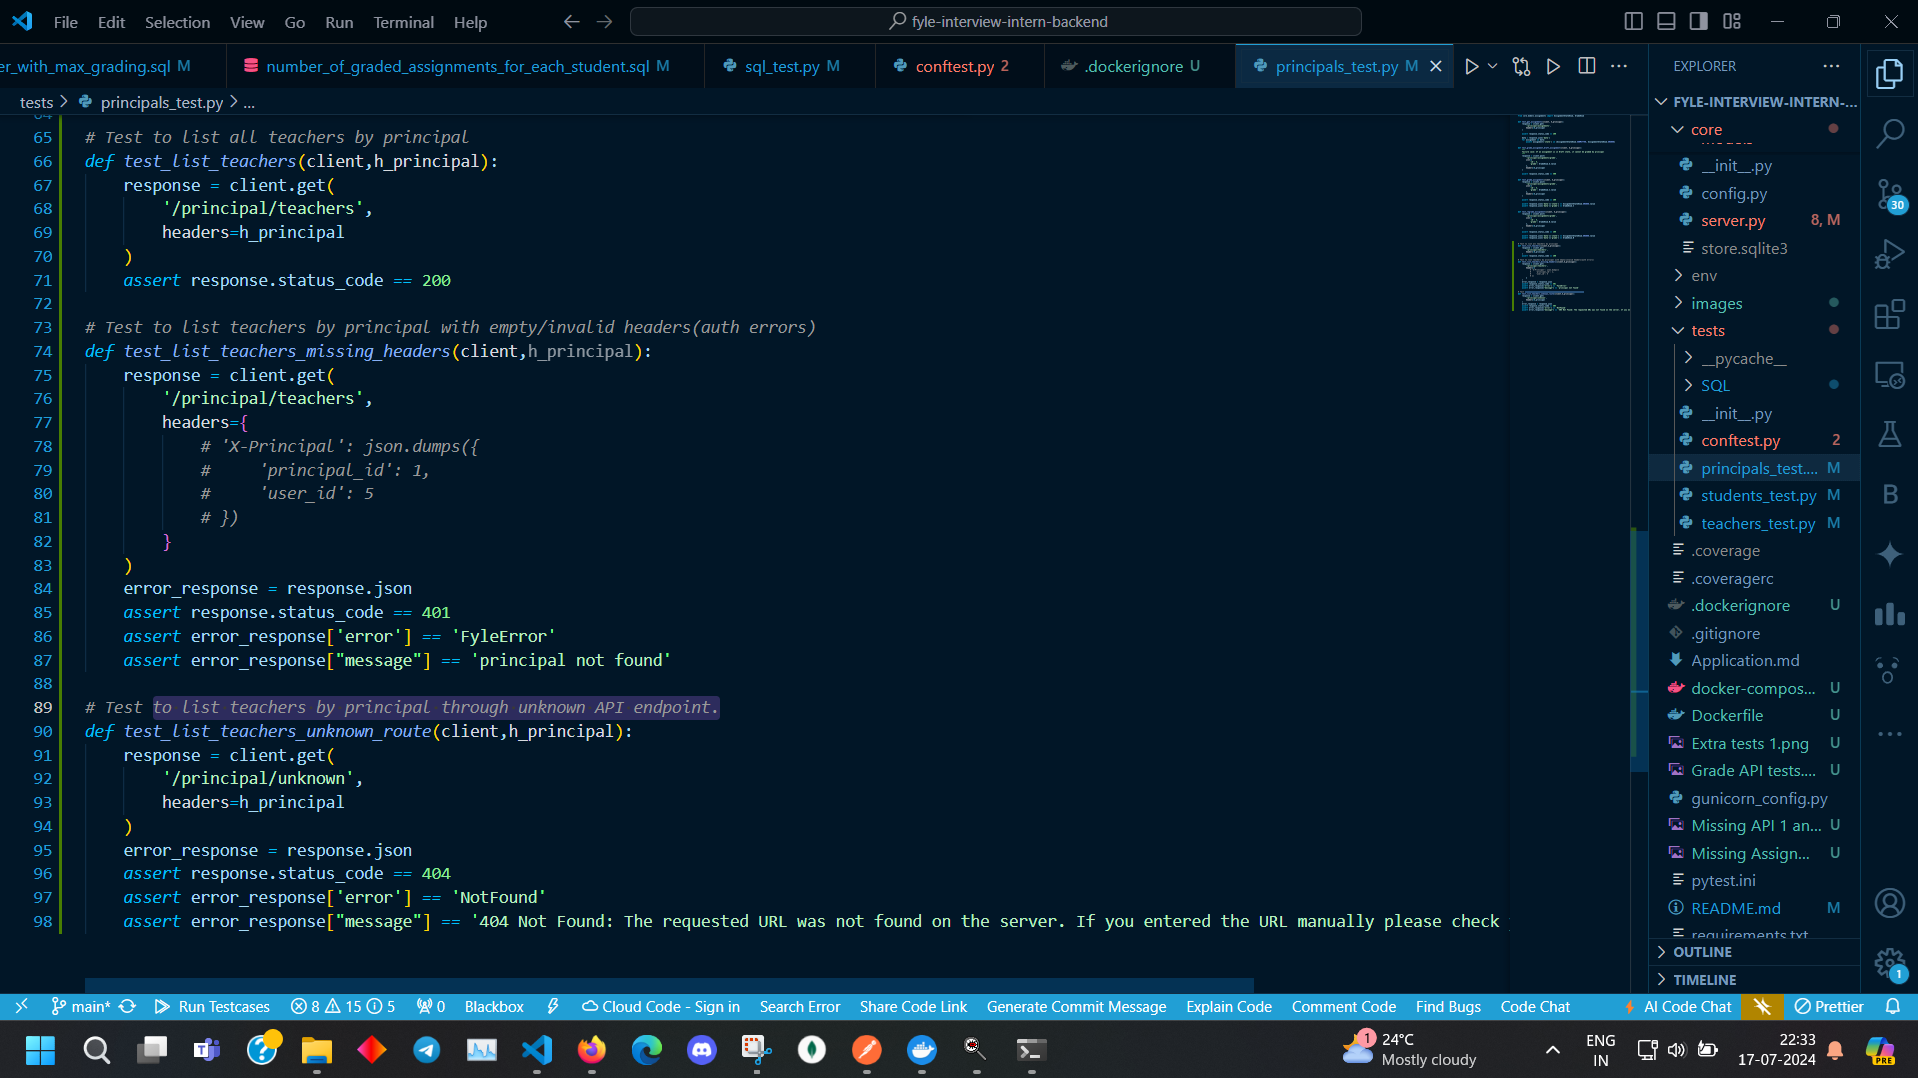 File Edit Selection View Go Run Terminal Help
fyle-interview-intern-backend
er_with_max_grading.sql M
number_of_graded_assignments_for_each_student.sql M
sql_test.py M
conftest.py 2
.dockerignore U
principals_test.py M
tests > principals_test.py > ...
65 # Test to list all teachers by principal
66 def test_list_teachers(client,h_principal):
67 response = client.get(
68 '/principal/teachers',
69 headers=h_principal
70 )
71 assert response.status_code == 200
72
73 # Test to list teachers by principal with empty/invalid headers(auth errors)
74 def test_list_teachers_missing_headers(client,h_principal):
75 response = client.get(
76 '/principal/teachers',
77 headers={
78 # 'X-Principal': json.dumps({
79 #     'principal_id': 1,
80 #     'user_id': 5
81 # })
82 }
83 )
84 error_response = response.json
85 assert response.status_code == 401
86 assert error_response['error'] == 'FyleError'
87 assert error_response["message"] == 'principal not found'
88
89 # Test to list teachers by principal through unknown API endpoint.
90 def test_list_teachers_unknown_route(client,h_principal):
91 response = client.get(
92 '/principal/unknown',
93 headers=h_principal
94 )
95 error_response = response.json
96 assert response.status_code == 404
97 assert error_response['error'] == 'NotFound'
98 assert error_response["message"] == '404 Not Found: The requested URL was not found on the server. If you entered the URL manually please check
EXPLORER
FYLE-INTERVIEW-INTERN-...
core
__init__.py
config.py
server.py 8, M
store.sqlite3
env
images
tests
__pycache__
SQL
__init__.py
conftest.py 2
principals_test.... M
students_test.py M
teachers_test.py M
.coverage
.coveragerc
.dockerignore U
.gitignore
Application.md
docker-compos... U
Dockerfile U
Extra tests 1.png U
Grade API tests.... U
gunicorn_config.py
Missing API 1 an... U
Missing Assign... U
pytest.ini
README.md M
requirements.txt
OUTLINE
TIMELINE
30
B
1
main* Run Testcases 8 15 5 0 Blackbox Cloud Code - Sign in Search Error Share Code Link Generate Commit Message Explain Code Comment Code Find Bugs Code Chat AI Code Chat Prettier
1
24°C
Mostly cloudy
ENG
IN
22:33
17-07-2024
PRE